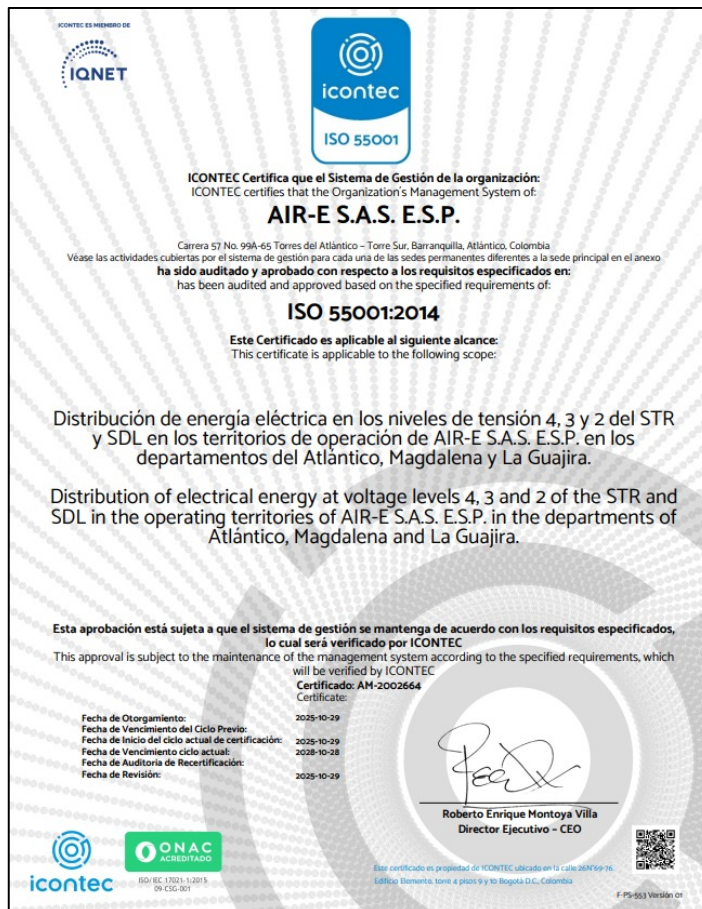 ICONTEC ES MIEMBRO DE
IQNET
icontec
ISO 55001
ICONTEC Certifica que el Sistema de Gestión de la organización:
ICONTEC certifies that the Organization's Management System of:
AIR-E S.A.S. E.S.P.
Carrera 57 No. 99A-65 Torres del Atlántico – Torre Sur, Barranquilla, Atlántico, Colombia
Véase las actividades cubiertas por el sistema de gestión para cada una de las sedes permanentes diferentes a la sede principal en el anexo
ha sido auditado y aprobado con respecto a los requisitos especificados en:
has been audited and approved based on the specified requirements of:
ISO 55001:2014
Este Certificado es aplicable al siguiente alcance:
This certificate is applicable to the following scope:
Distribución de energía eléctrica en los niveles de tensión 4, 3 y 2 del STR
y SDL en los territorios de operación de AIR-E S.A.S. E.S.P. en los
departamentos del Atlántico, Magdalena y La Guajira.
Distribution of electrical energy at voltage levels 4, 3 and 2 of the STR and
SDL in the operating territories of AIR-E S.A.S. E.S.P. in the departments of
Atlántico, Magdalena and La Guajira.
Esta aprobación está sujeta a que el sistema de gestión se mantenga de acuerdo con los requisitos especificados,
lo cual será verificado por ICONTEC
This approval is subject to the maintenance of the management system according to the specified requirements, which
will be verified by ICONTEC
Certificado: AM-2002664
Certificate:
Fecha de Otorgamiento: 2025-10-29
Fecha de Vencimiento del Ciclo Previo:
Fecha de Inicio del ciclo actual de certificación: 2025-10-29
Fecha de Vencimiento ciclo actual: 2028-10-28
Fecha de Auditoria de Recertificación:
Fecha de Revisión: 2025-10-29
Roberto Enrique Montoya Villa
Director Ejecutivo – CEO
icontec
ONAC
ACREDITADO
ISO/IEC 17021-1:2015
09-CSG-001
Este certificado es propiedad de ICONTEC ubicado en la calle 26N°69-76,
Edificio Elemento, torre 4 pisos 9 y 10 Bogotá D.C., Colombia
F-PS-553 Versión 01